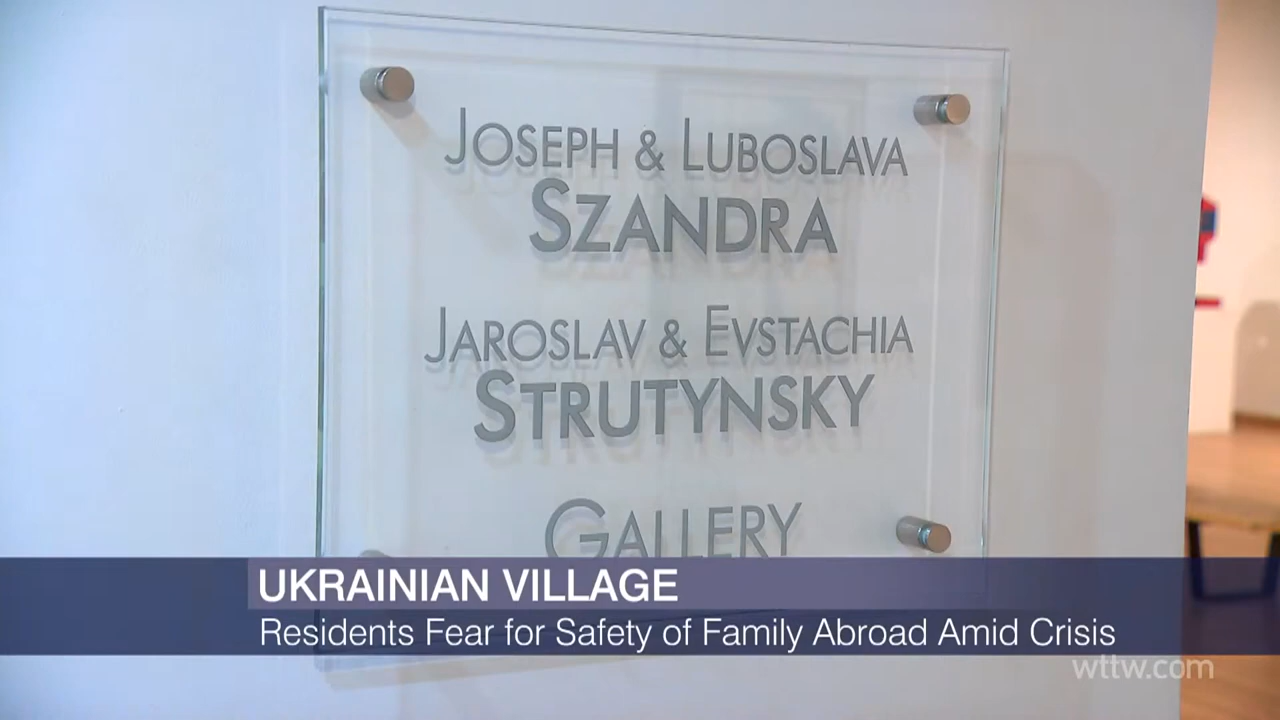 JOSEPH & LUBOSLAVA
SZANDRA
JAROSLAV & EVSTACHIA
STRUTYNSKY
GALLERY
UKRAINIAN VILLAGE
Residents Fear for Safety of Family Abroad Amid Crisis
wttw.com